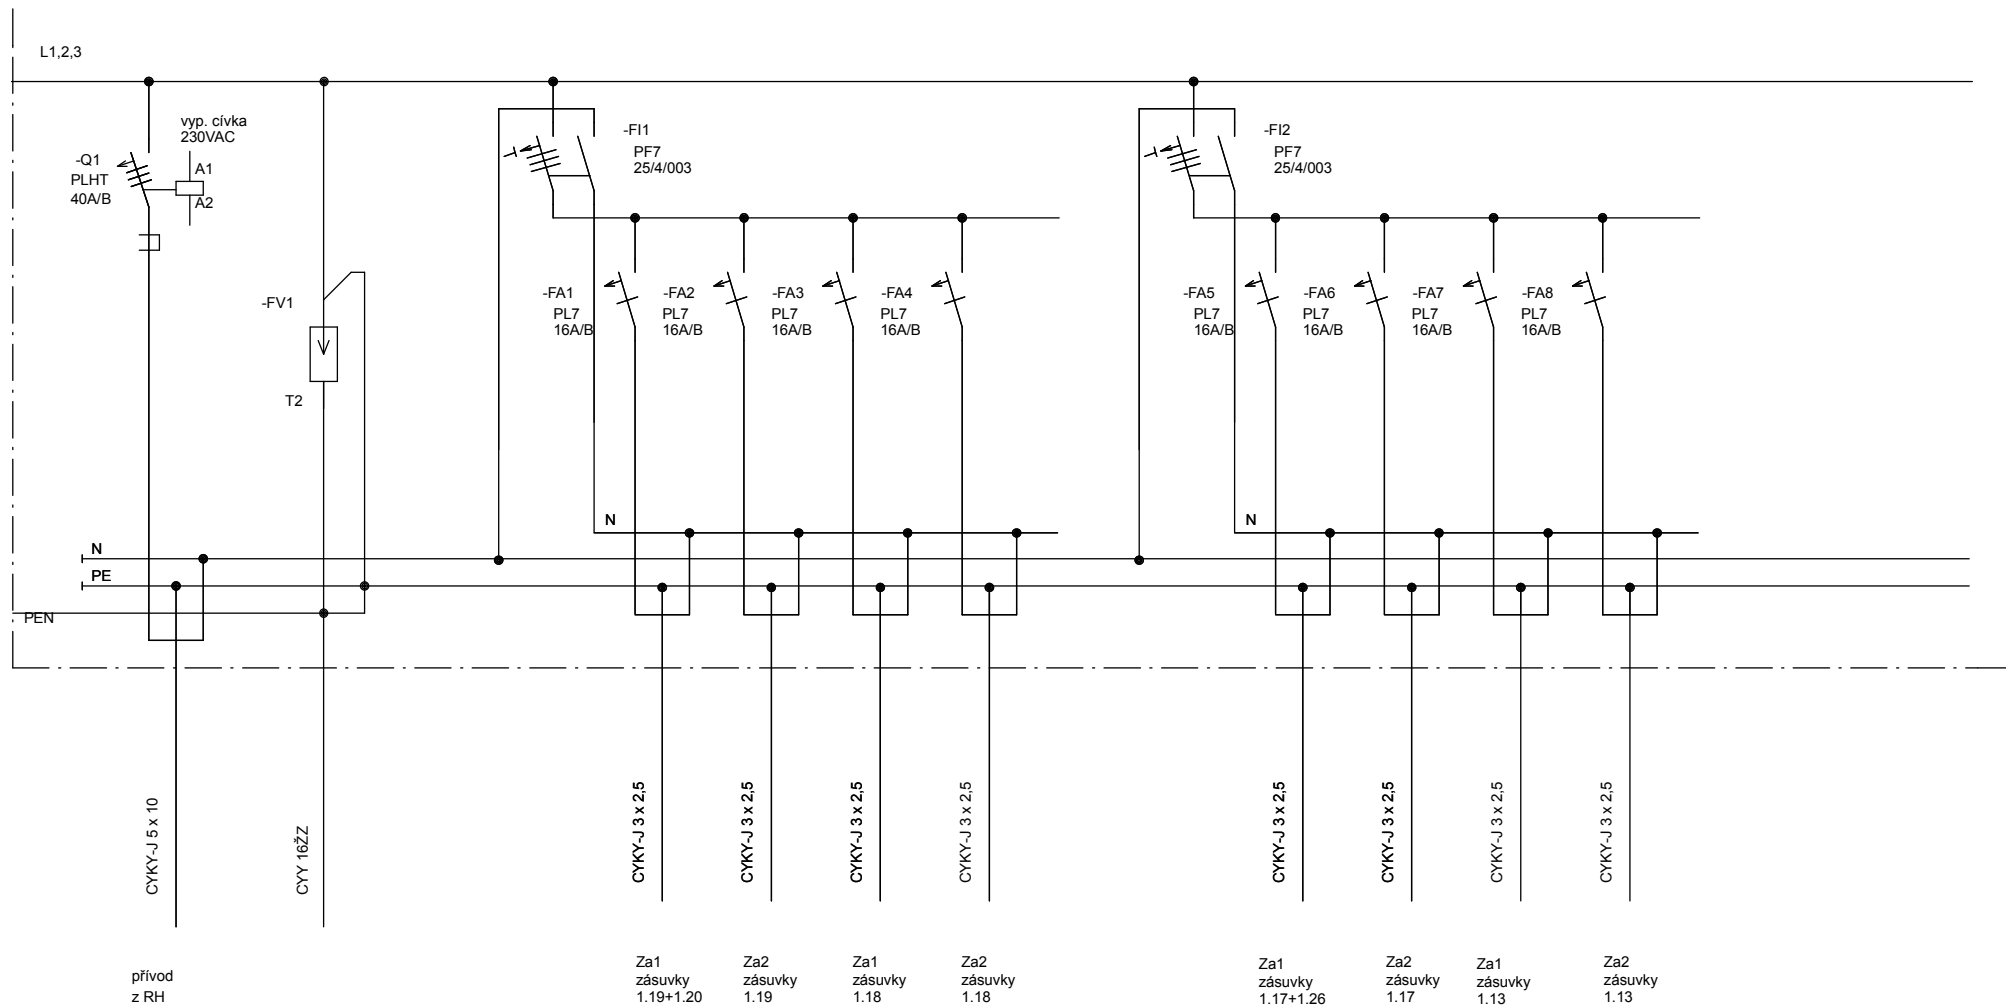 L1,2,3
vyp. cívka
230VAC
-Q1
PLHT
40A/B
A1
A2
-FV1
T2
-FI1
PF7
25/4/003
-FA1
PL7
16A/B
-FA2
PL7
16A/B
-FA3
PL7
16A/B
-FA4
PL7
16A/B
-FI2
PF7
25/4/003
-FA5
PL7
16A/B
-FA6
PL7
16A/B
-FA7
PL7
16A/B
-FA8
PL7
16A/B
N
N
N
PE
PEN
CYKY-J 5 x 10
CYY 16ŽZ
CYKY-J 3 x 2,5
CYKY-J 3 x 2,5
CYKY-J 3 x 2,5
CYKY-J 3 x 2,5
CYKY-J 3 x 2,5
CYKY-J 3 x 2,5
CYKY-J 3 x 2,5
CYKY-J 3 x 2,5
přívod
z RH
Za1
zásuvky
1.19+1.20
Za2
zásuvky
1.19
Za1
zásuvky
1.18
Za2
zásuvky
1.18
Za1
zásuvky
1.17+1.26
Za2
zásuvky
1.17
Za1
zásuvky
1.13
Za2
zásuvky
1.13